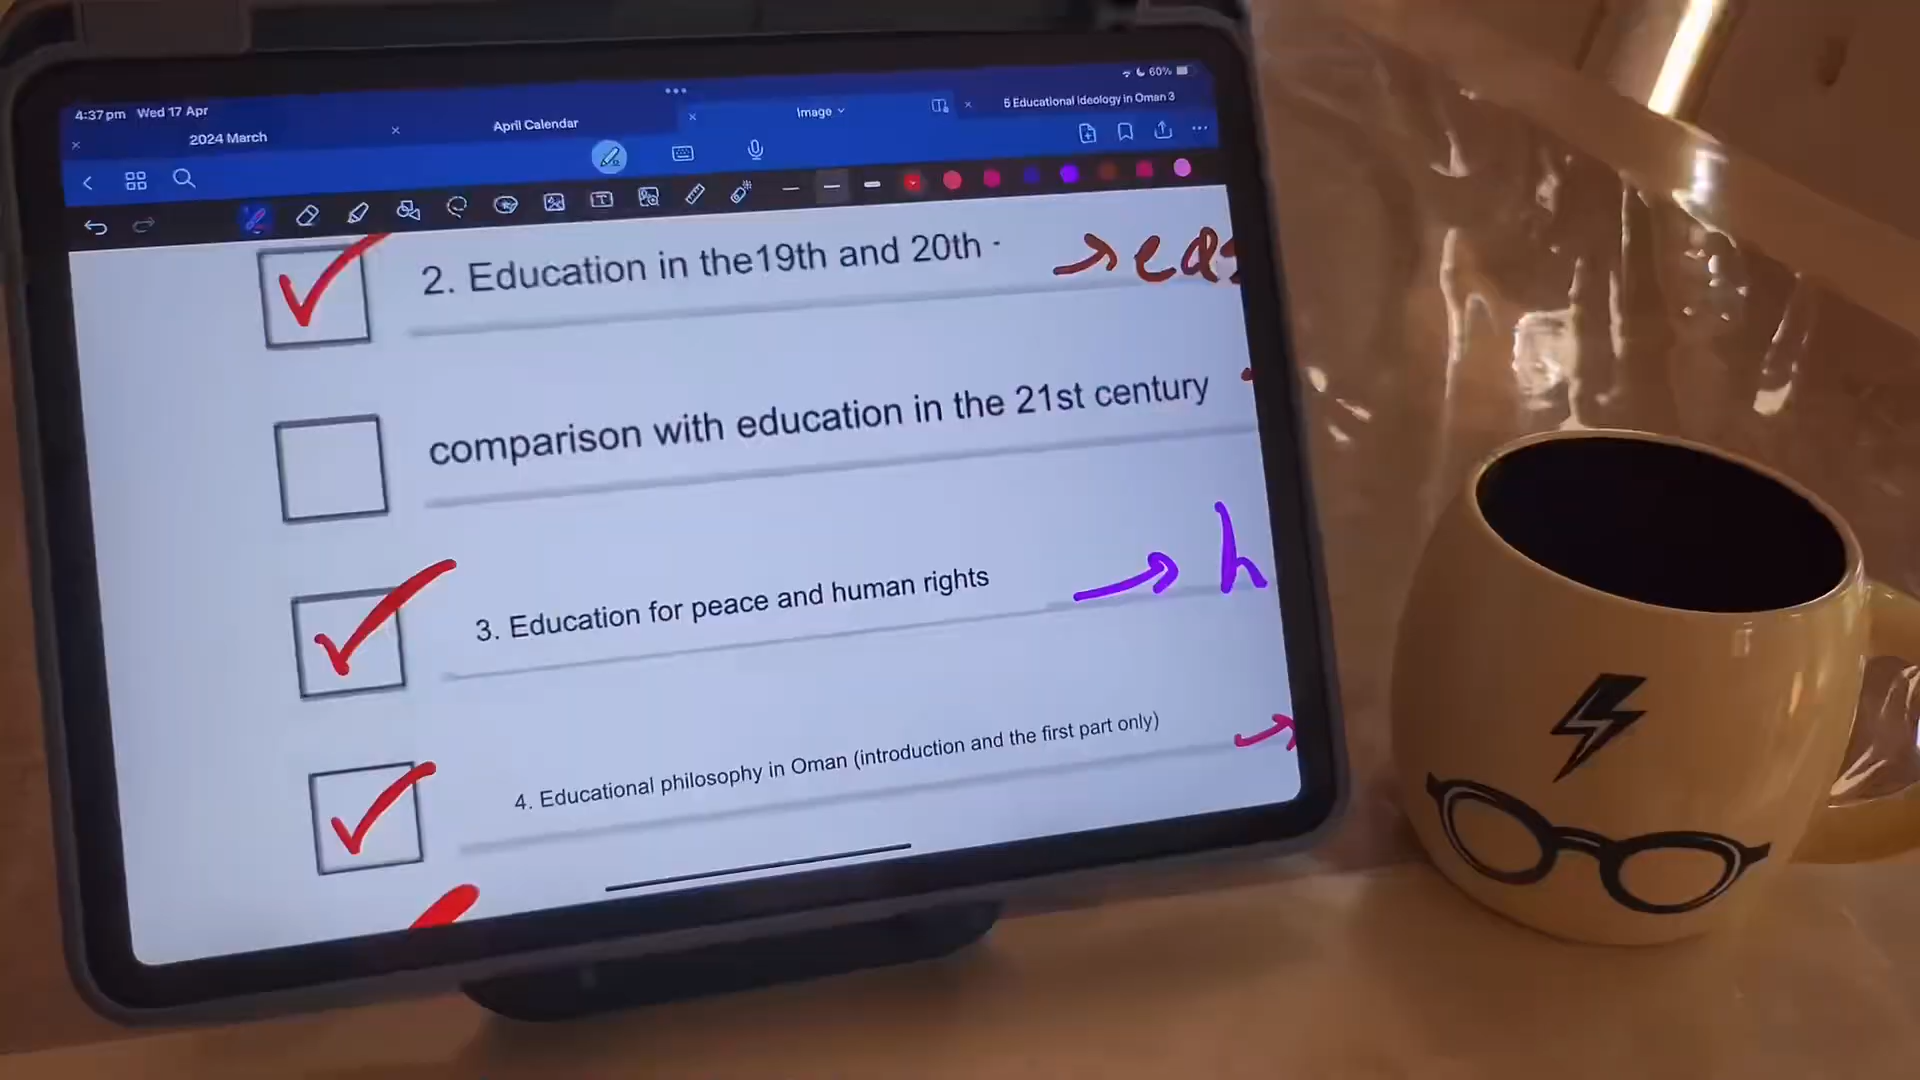 4:37pm Wed 17 Apr
60%
2024 March
April Calendar
Image
5 Educational ideology in Oman 3
2. Education in the19th and 20th -
comparison with education in the 21st century
3. Education for peace and human rights
h
4. Educational philosophy in Oman (introduction and the first part only)